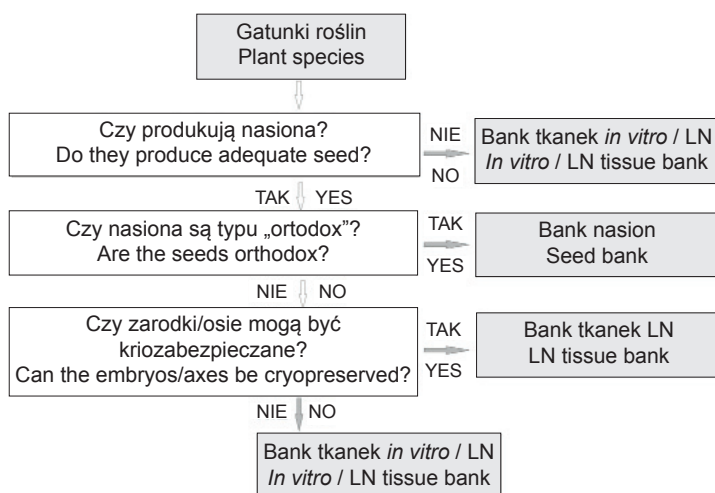 Gatunki roślin
Plant species
Czy produkują nasiona?
Do they produce adequate seed?
NIE
NO
Bank tkanek in vitro / LN
In vitro / LN tissue bank
TAK YES
Czy nasiona są typu „ortodox”?
Are the seeds orthodox?
TAK
YES
Bank nasion
Seed bank
NIE NO
Czy zarodki/osie mogą być
kriozabezpieczane?
Can the embryos/axes be cryopreserved?
TAK
YES
Bank tkanek LN
LN tissue bank
NIE NO
Bank tkanek in vitro / LN
In vitro / LN tissue bank